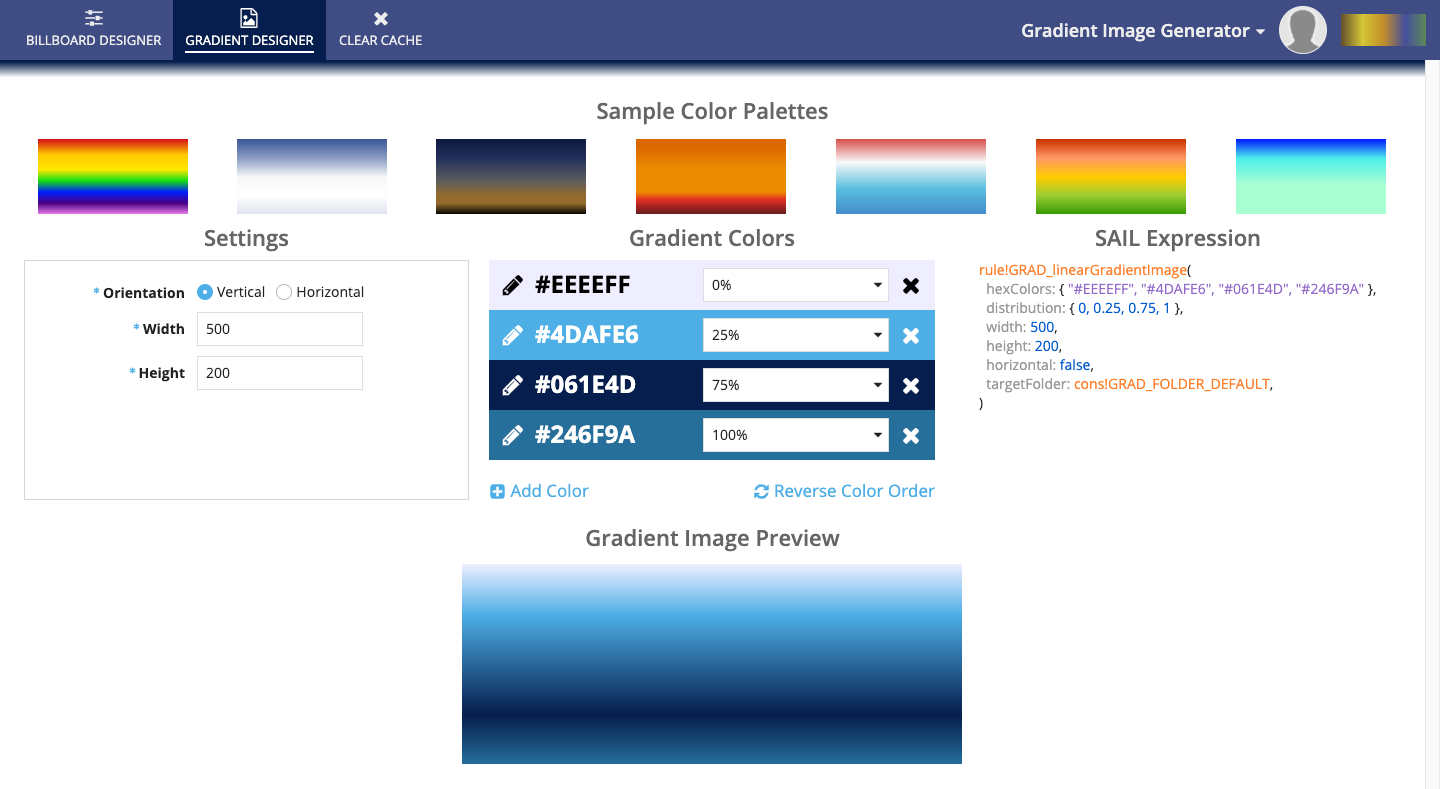 BILLBOARD DESIGNER
GRADIENT DESIGNER
CLEAR CACHE
Gradient Image Generator
Sample Color Palettes
Settings
* Orientation Vertical Horizontal
* Width 500
* Height 200
Gradient Colors
#EEEEFF 0%
#4DAFE6 25%
#061E4D 75%
#246F9A 100%
Add Color
Reverse Color Order
SAIL Expression
rule!GRAD_linearGradientImage(
hexColors: { "#EEEEFF", "#4DAFE6", "#061E4D", "#246F9A" },
distribution: { 0, 0.25, 0.75, 1 },
width: 500,
height: 200,
horizontal: false,
targetFolder: cons!GRAD_FOLDER_DEFAULT,
)
Gradient Image Preview